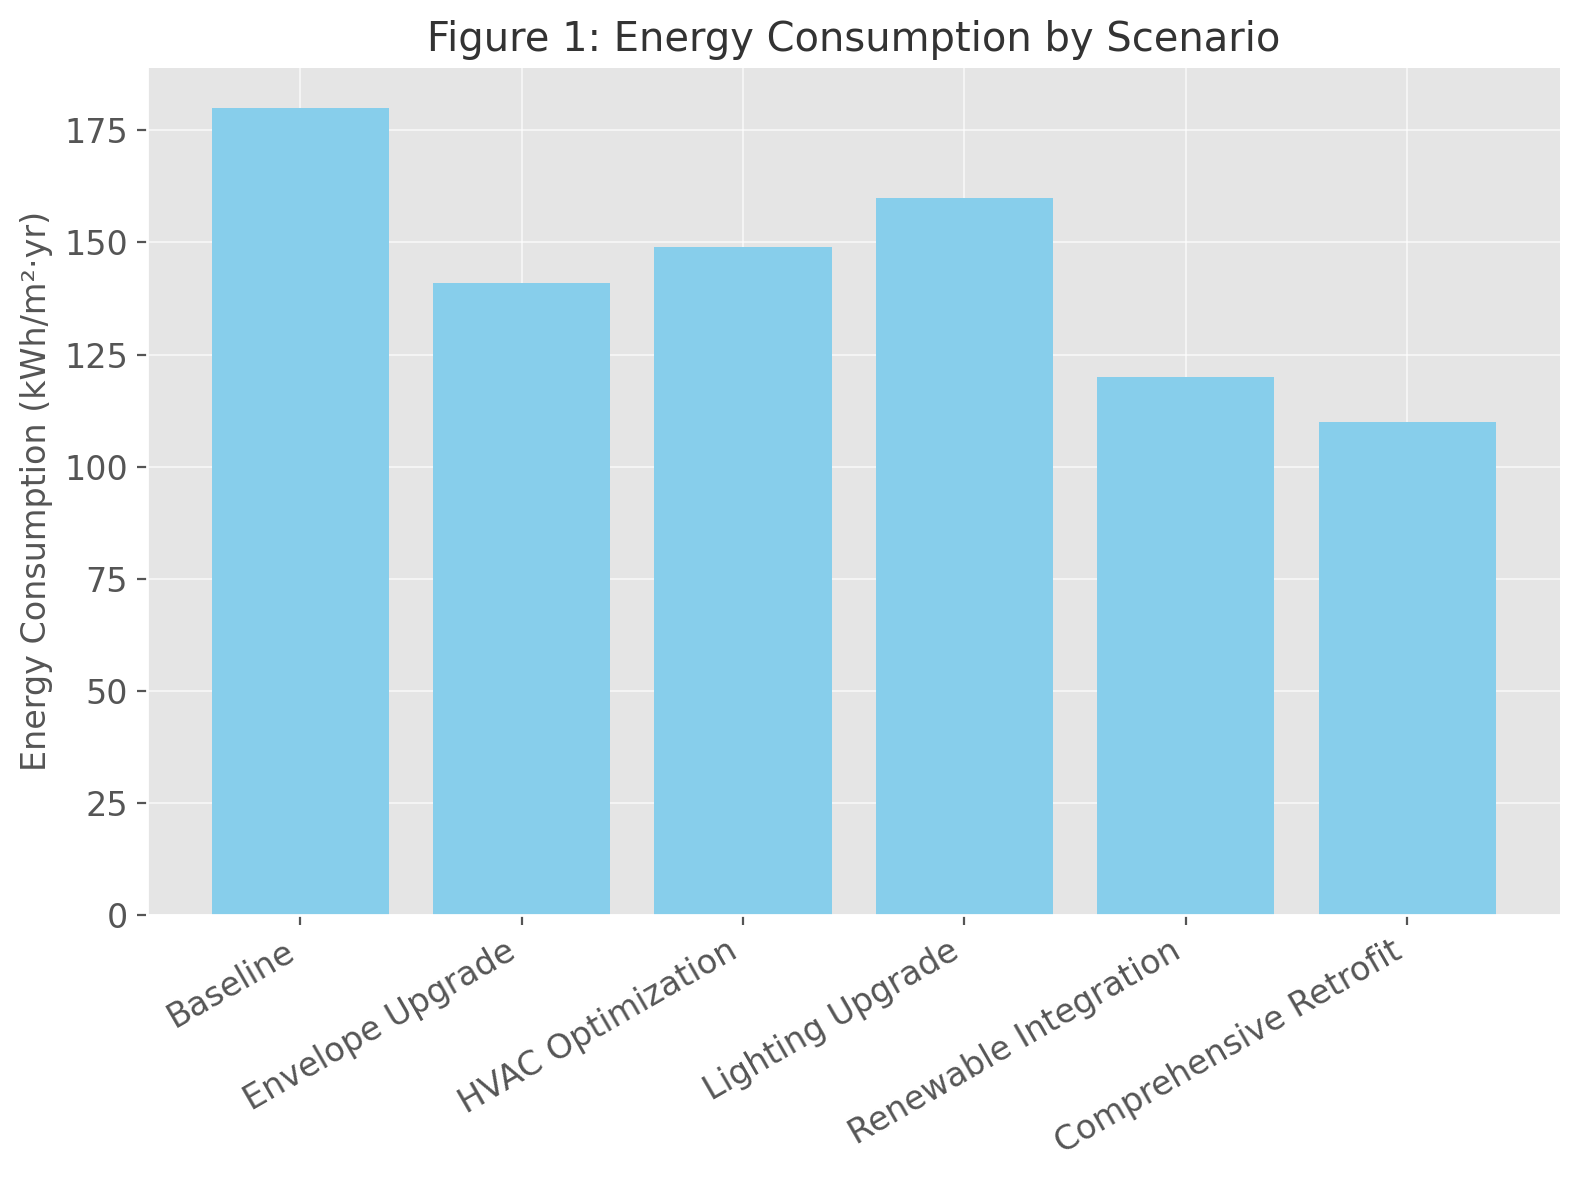 Figure 1: Energy Consumption by Scenario
Energy Consumption (kWh/m²·yr)
175
150
125
100
75
50
25
0
Baseline
Envelope Upgrade
HVAC Optimization
Lighting Upgrade
Renewable Integration
Comprehensive Retrofit